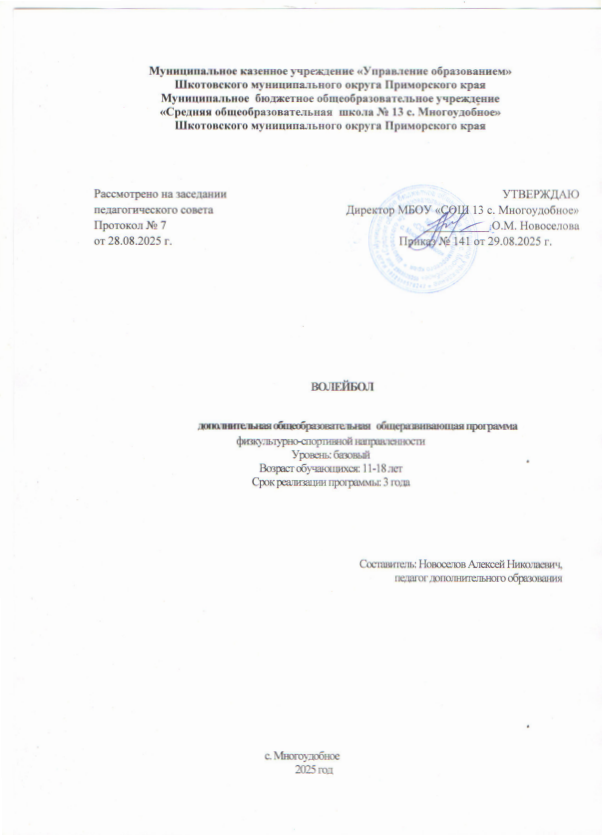 Муниципальное казенное учреждение «Управление образованием»
Шкотовского муниципального округа Приморского края
Муниципальное бюджетное общеобразовательное учреждение
«Средняя общеобразовательная школа № 13 с. Многоудобное»
Шкотовского муниципального округа Приморского края
Рассмотрено на заседании
педагогического совета
Протокол № 7
от 28.08.2025 г.
УТВЕРЖДАЮ
Директор МБОУ «СОШ 13 с. Многоудобное»
О.М. Новоселова
Приказ № 141 от 29.08.2025 г.
ВОЛЕЙБОЛ
дополнительная общеобразовательная общеразвивающая программа
физкультурно-спортивной направленности
Уровень: базовый
Возраст обучающихся: 11-18 лет
Срок реализации программы: 3 года
Составитель: Новоселов Алексей Николаевич,
педагог дополнительного образования
с. Многоудобное
2025 год